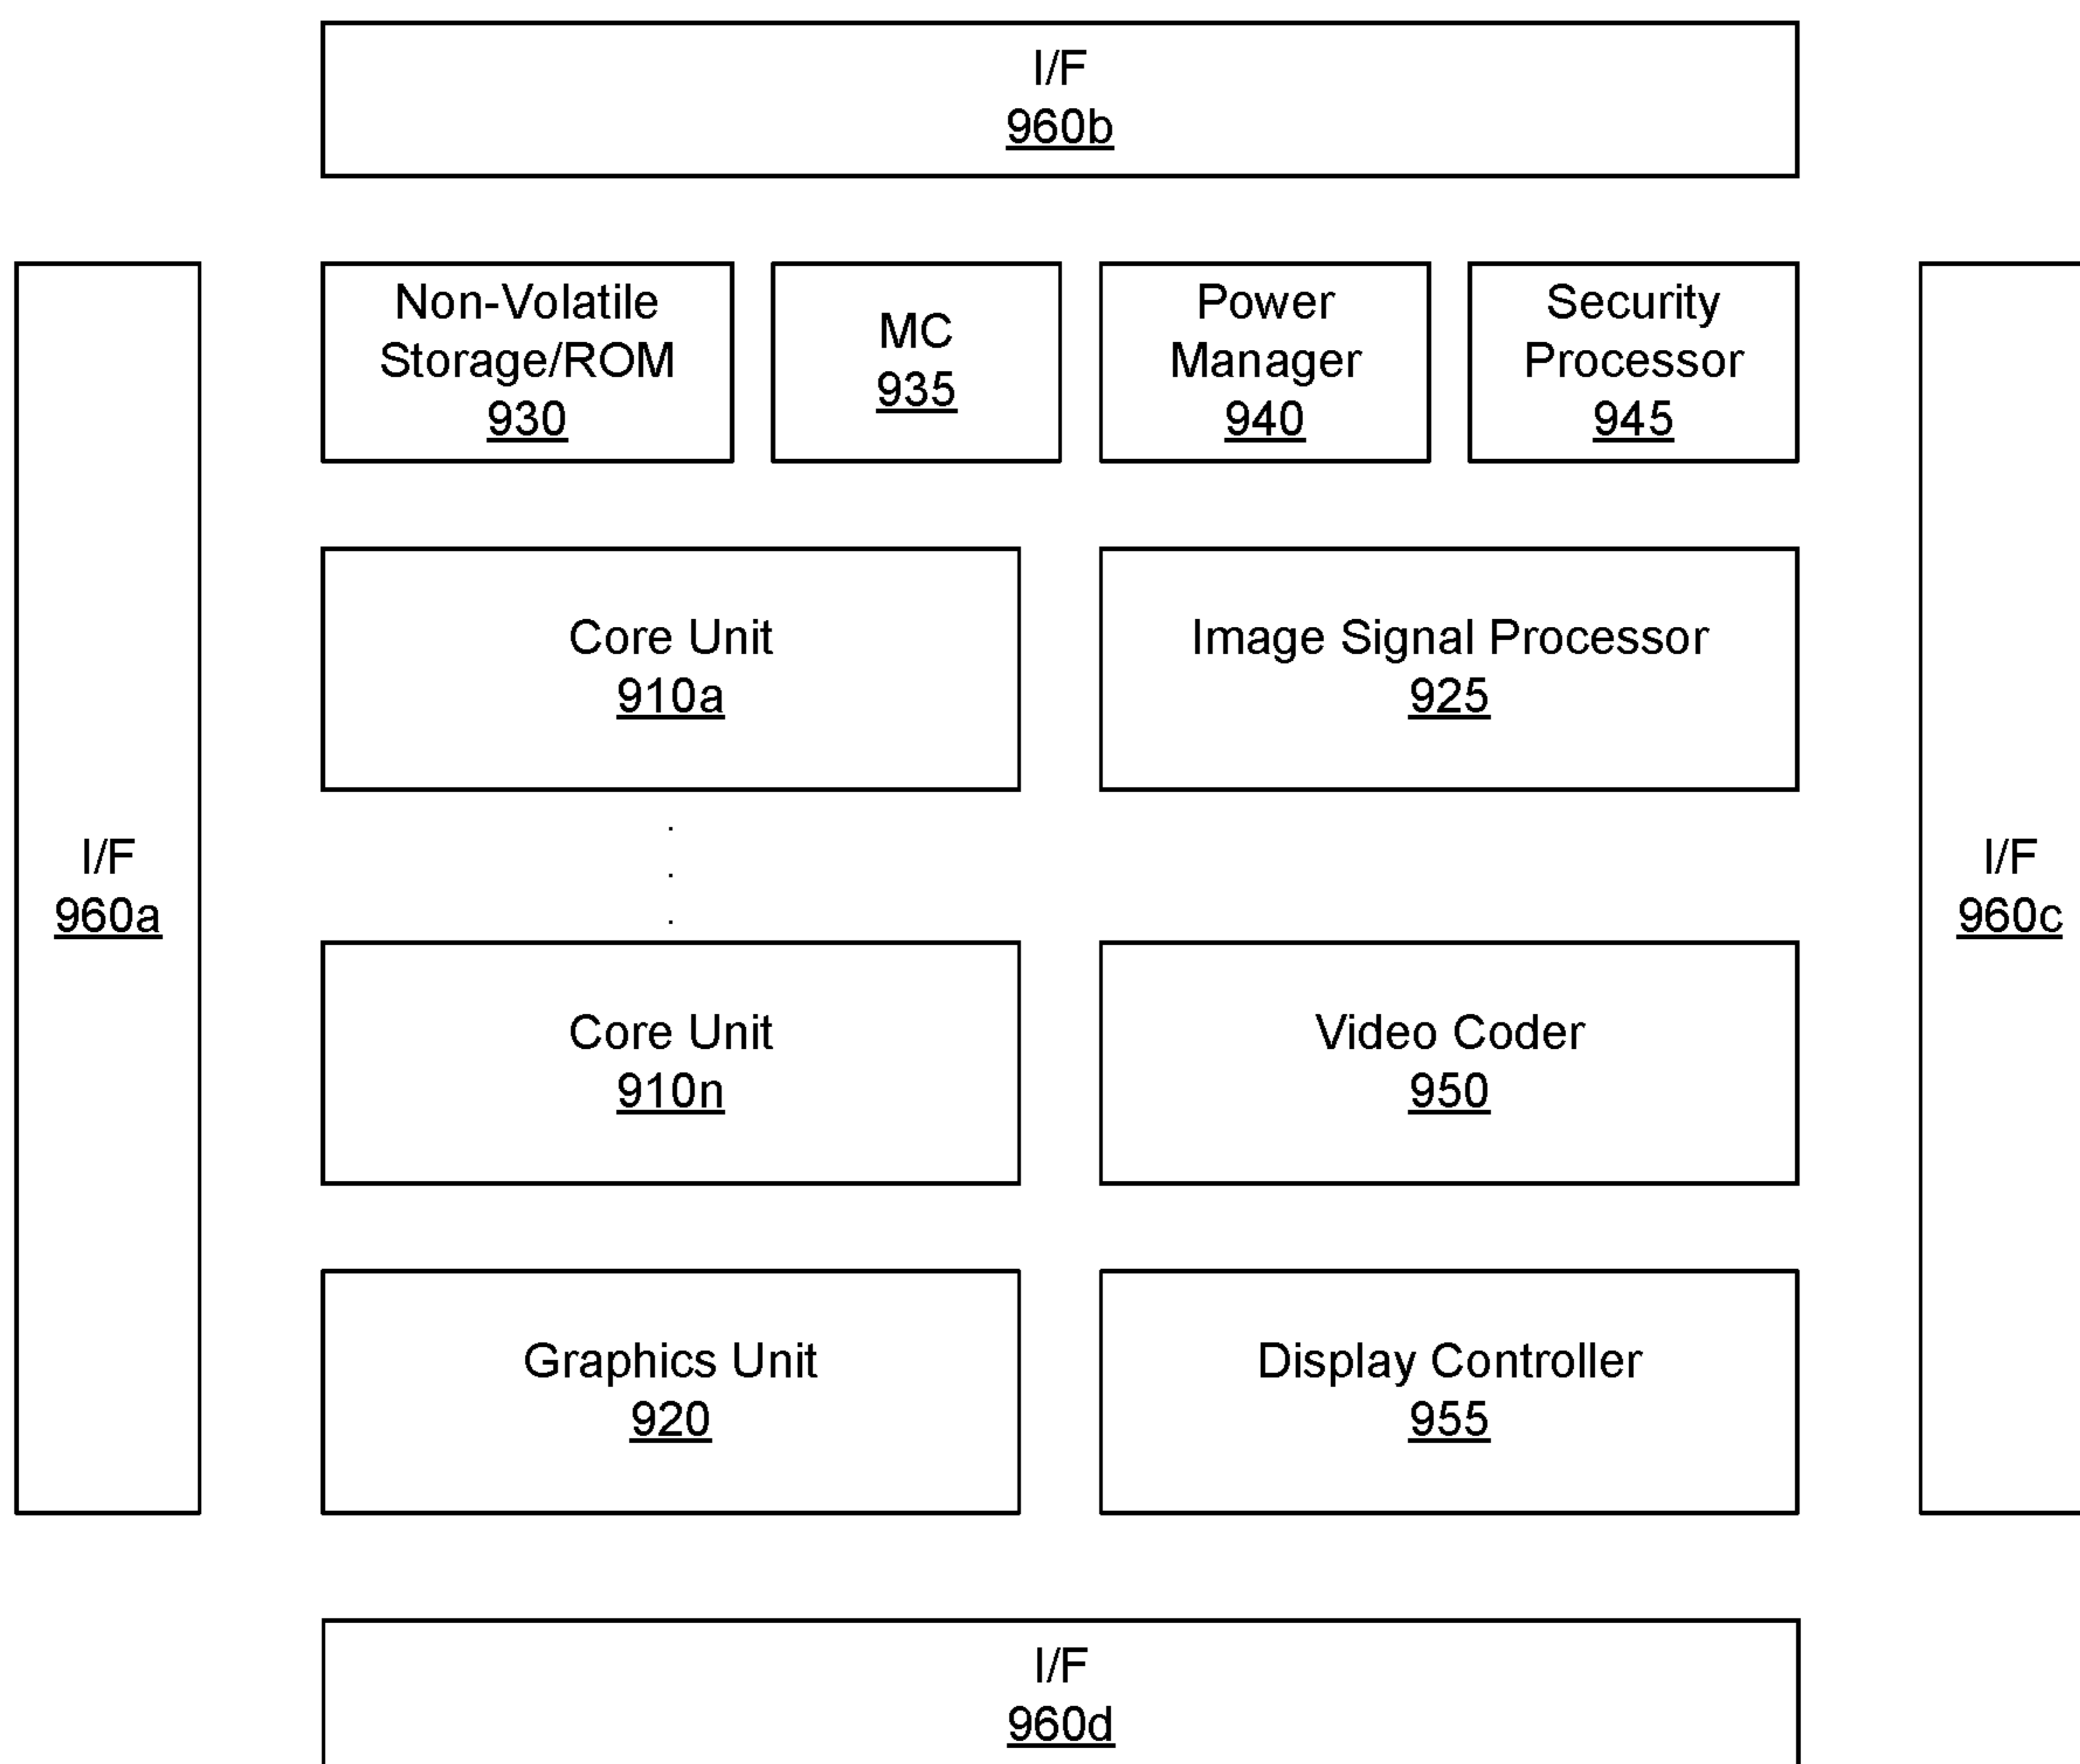 I/F
960b
Non-Volatile
Storage/ROM
930
MC
935
Power
Manager
940
Security
Processor
945
I/F
960a
Core Unit
910a
Image Signal Processor
925
.
.
.
Core Unit
910n
Video Coder
950
I/F
960c
Graphics Unit
920
Display Controller
955
I/F
960d